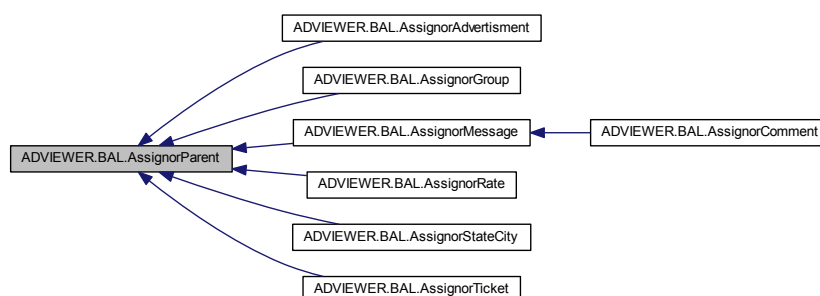 ADVIEWER.BAL.AssignorAdvertisment
ADVIEWER.BAL.AssignorGroup
ADVIEWER.BAL.AssignorMessage
ADVIEWER.BAL.AssignorComment
ADVIEWER.BAL.AssignorParent
ADVIEWER.BAL.AssignorRate
ADVIEWER.BAL.AssignorStateCity
ADVIEWER.BAL.AssignorTicket